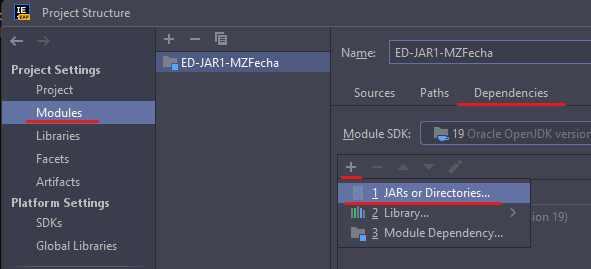 IE
EAP
Project Structure
Project Settings
Project
Modules
Libraries
Facets
Artifacts
Platform Settings
SDKs
Global Libraries
ED-JAR1-MZFecha
Name: ED-JAR1-MZFecha
Sources Paths Dependencies
Module SDK: 19 Oracle OpenJDK version
1 JARs or Directories...
2 Library...
3 Module Dependency...
sion 19)